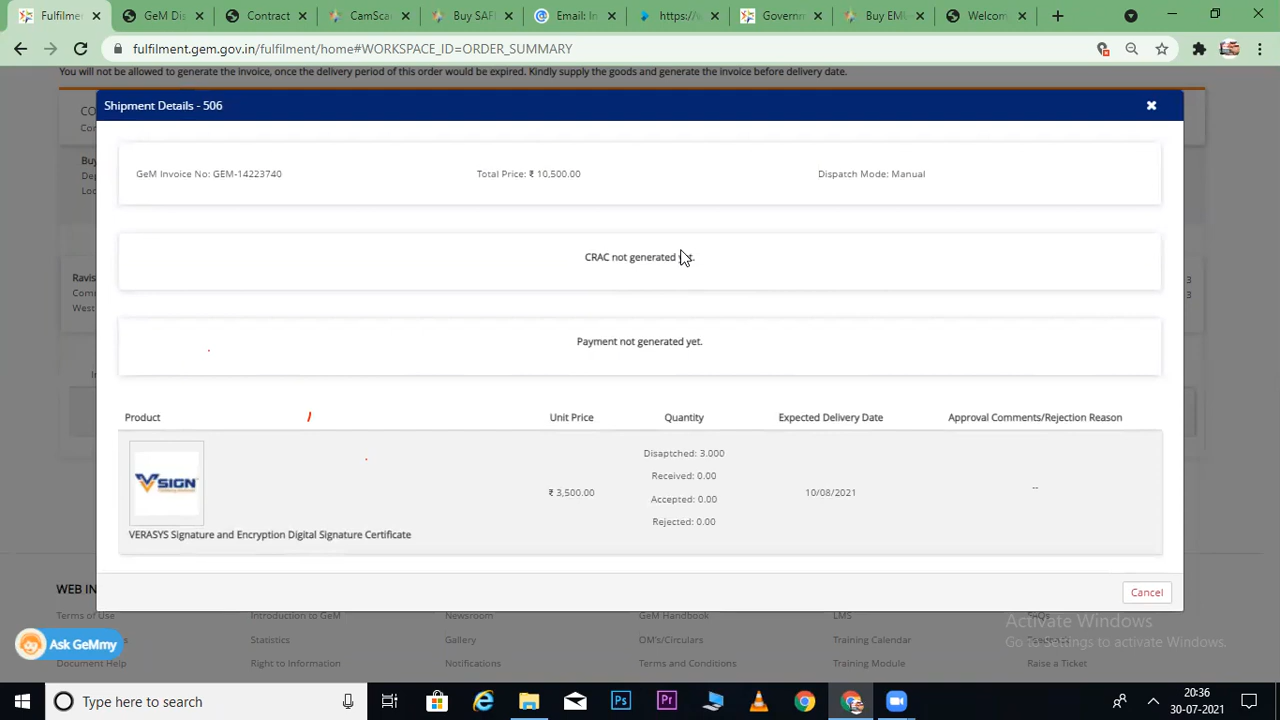 Fulfilm
GeM Dis
Contract
CamSca
Buy SAF
Email: In
https://
Governm
Buy EMU
Welcom
fulfilment.gem.gov.in/fulfilment/home#WORKSPACE_ID=ORDER_SUMMARY
You will not be allowed to generate the invoice, once the delivery period of this order would be expired. Kindly supply the goods and generate the invoice before delivery date.
Shipment Details - 506
GeM Invoice No: GEM-14223740 Total Price: ₹ 10,500.00 Dispatch Mode: Manual
CRAC not generated yet.
Payment not generated yet.
Product Unit Price Quantity Expected Delivery Date Approval Comments/Rejection Reason
VSIGN
Disaptched: 3.000
Received: 0.00
₹ 3,500.00 10/08/2021 --
Accepted: 0.00
Rejected: 0.00
VERASYS Signature and Encryption Digital Signature Certificate
Cancel
WEB IN
Terms of Use Introduction to GeM Newsroom GeM Handbook LMS FAQs
Statistics Gallery OM's/Circulars Training Calendar
Document Help Right to Information Notifications Terms and Conditions Training Module Raise a Ticket
Ask GeMmy
Activate Windows
Go to Settings to activate Windows.
Type here to search
20:36
30-07-2021